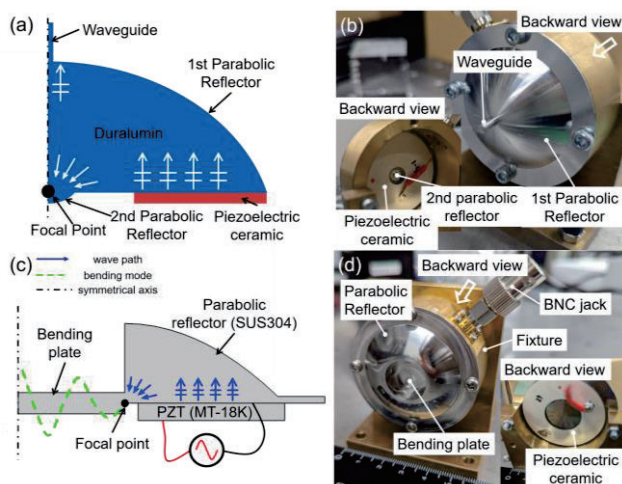 (a)
Waveguide
1st Parabolic
Reflector
Duralumin
Focal Point
2nd Parabolic
Reflector
Piezoelectric
ceramic
(b)
Backward view
Waveguide
Backward view
Piezoelectric
ceramic
2nd parabolic
reflector
1st Parabolic
Reflector
(c)
wave path
bending mode
symmetrical axis
Bending
plate
Parabolic
reflector (SUS304)
PZT (MT-18K)
Focal point
(d)
Backward view
Parabolic
Reflector
BNC jack
Fixture
Backward view
Bending plate
Piezoelectric
ceramic